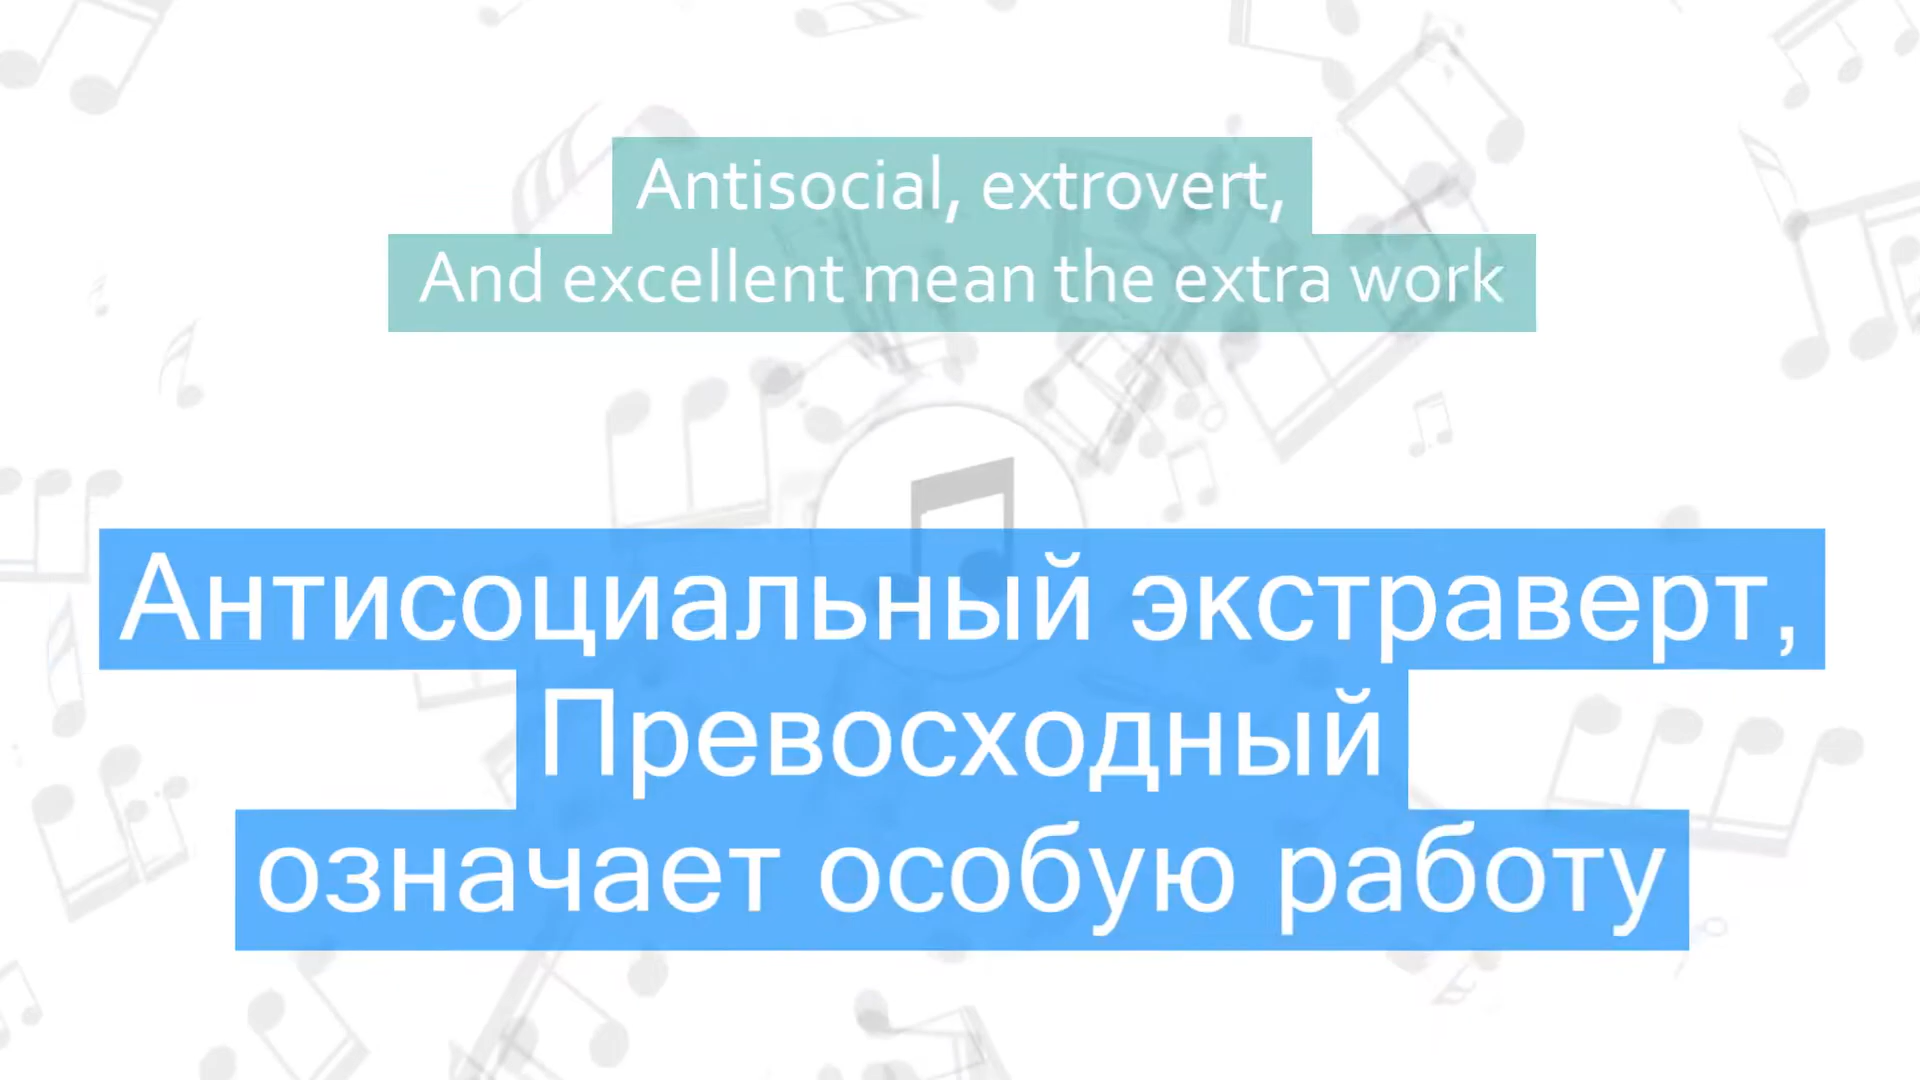 Antisocial, extrovert,
And excellent mean the extra work
Антисоциальный экстраверт,
Превосходный
означает особую работу